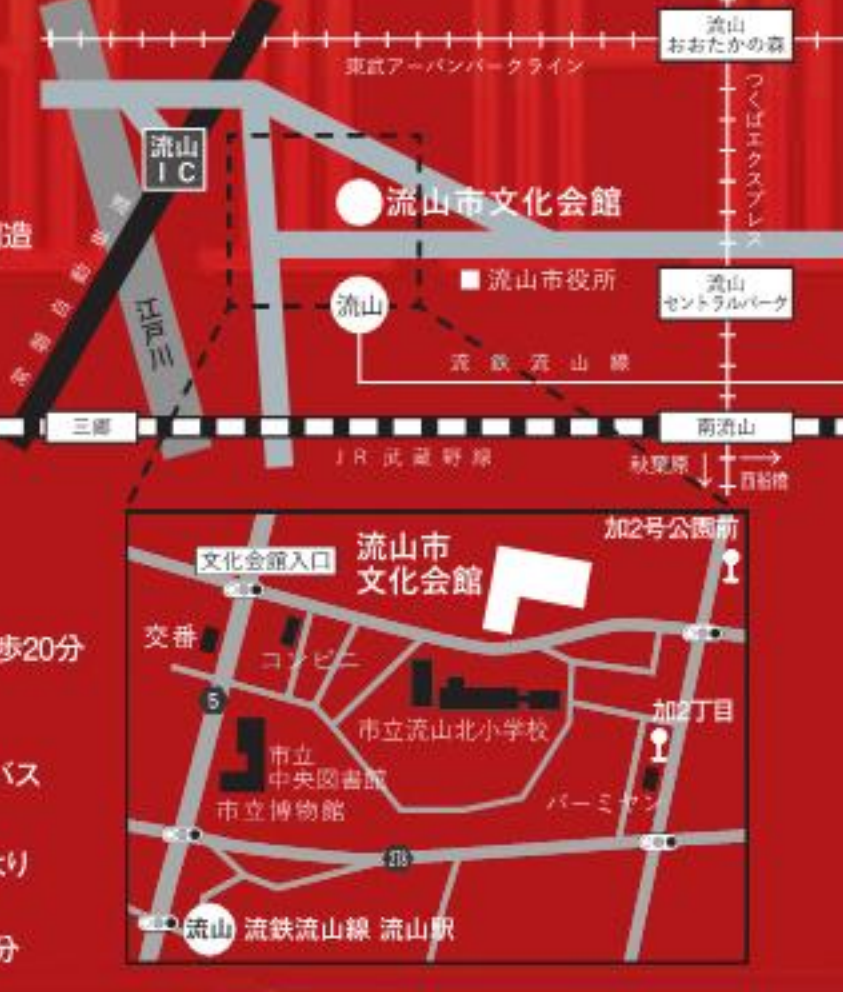 流山
おおたかの森
東武アーバンパークライン
つくばエクスプレス
流山
IC
流山市文化会館
造
流山市役所
流山
流山
セントラルパーク
江戸川
常磐自動車道
流鉄流山線
三郷
南流山
JR武蔵野線
秋葉原
西船橋
加2号公園前
文化会館入口
流山市
文化会館
交番
コンビニ
歩20分
5
市立流山北小学校
加2丁目
市立
中央図書館
市立博物館
バーミヤン
バス
より
278
流山
流鉄流山線 流山駅
分